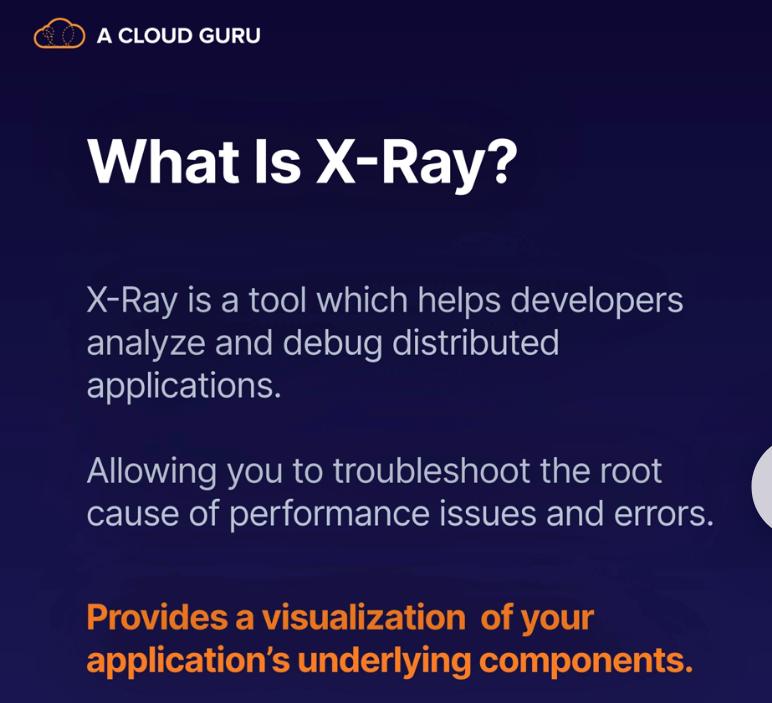 A CLOUD GURU
What Is X-Ray?
X-Ray is a tool which helps developers
analyze and debug distributed
applications.
Allowing you to troubleshoot the root
cause of performance issues and errors.
Provides a visualization  of your
application’s underlying components.